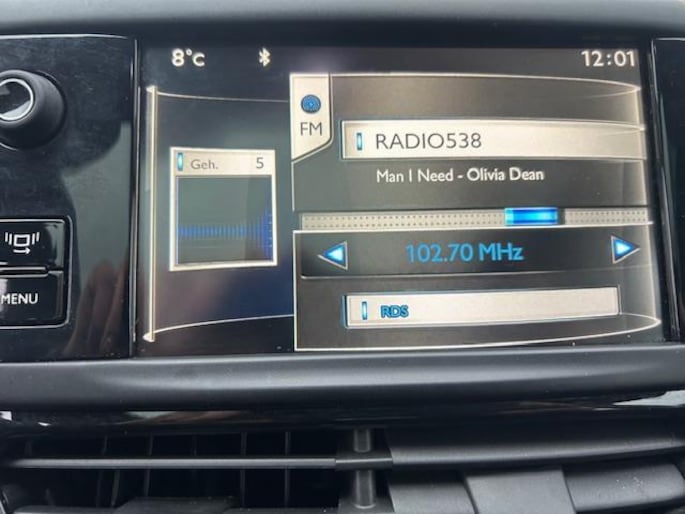 8°C
12:01
FM
RADIO538
Geh. 5
Man I Need - Olivia Dean
102.70 MHz
MENU
RDS